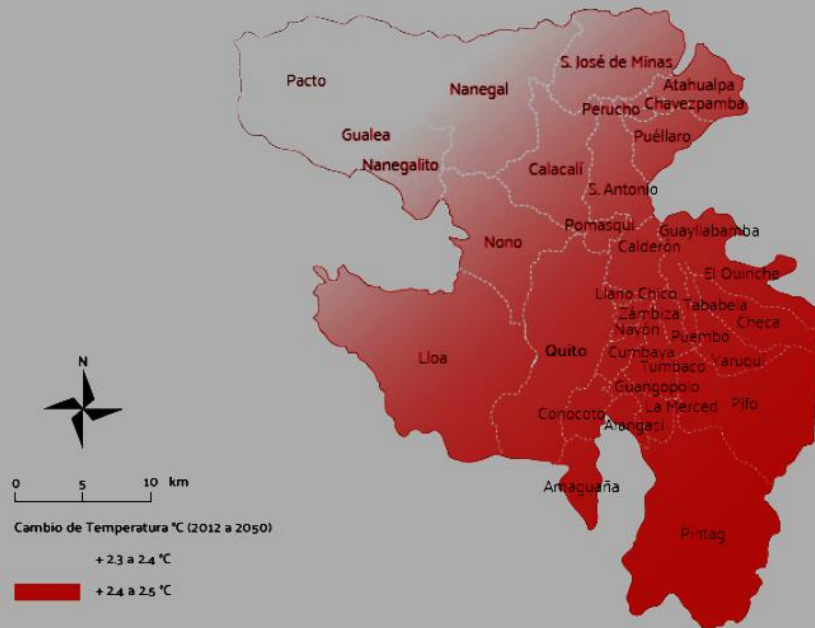 S. José de Minas
Pacto
Nanegal
Atahualpa
Perucho
Chavezpamba
Gualea
Puéllaro
Nanegalito
Calacalí
S. Antonio
Pomasqui
Guayllabamba
Nono
Calderón
El Quinche
Llano Chico
Tababela
Zámbiza
Checa
Nayón
Puembo
Lloa
Quito
Cumbaya
Yaruqui
Tumbaco
Guangopolo
Conocoto
La Merced
Pifo
Alangasí
Amaguaña
Pintag
N
0 5 10 km
Cambio de Temperatura °C (2012 a 2050)
+ 2.3 a 2.4 °C
+ 2.4 a 2.5 °C